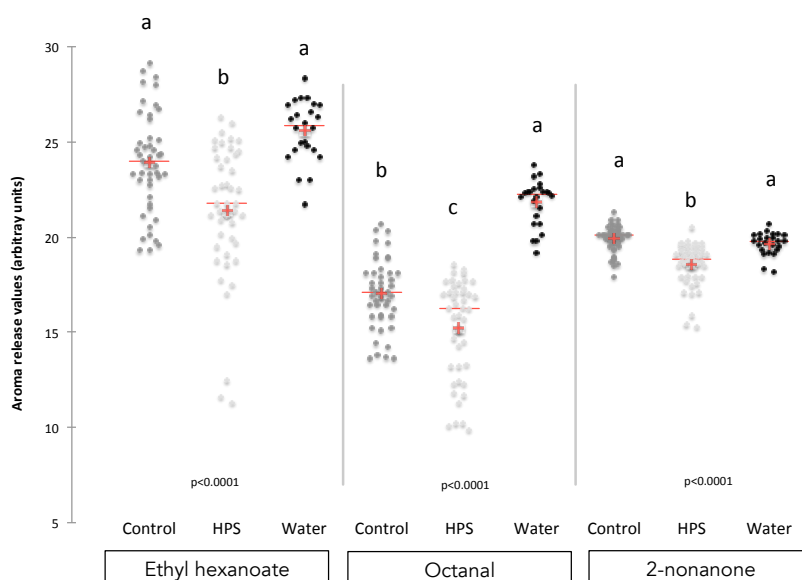 a
b
a
b
c
a
a
b
a
30
25
20
15
10
5
Aroma release values (arbitray units)
p<0.0001
p<0.0001
p<0.0001
Control HPS Water Control HPS Water Control HPS Water
Ethyl hexanoate Octanal 2-nonanone